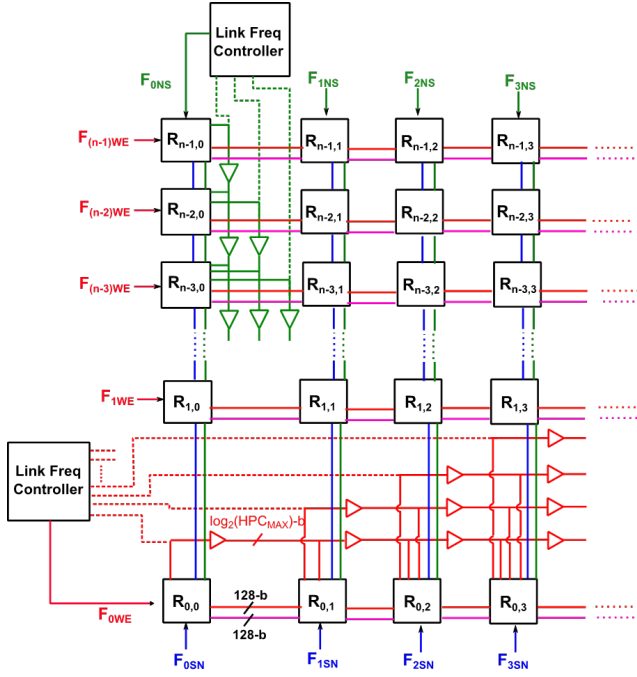 Link Freq
Controller
F0NS
F1NS
F2NS
F3NS
F(n-1)WE
Rn-1,0
Rn-1,1
Rn-1,2
Rn-1,3
F(n-2)WE
Rn-2,0
Rn-2,1
Rn-2,2
Rn-2,3
F(n-3)WE
Rn-3,0
Rn-3,1
Rn-3,2
Rn-3,3
F1WE
R1,0
R1,1
R1,2
R1,3
Link Freq
Controller
log2(HPCMAX)-b
F0WE
R0,0
128-b
128-b
R0,1
R0,2
R0,3
F0SN
F1SN
F2SN
F3SN